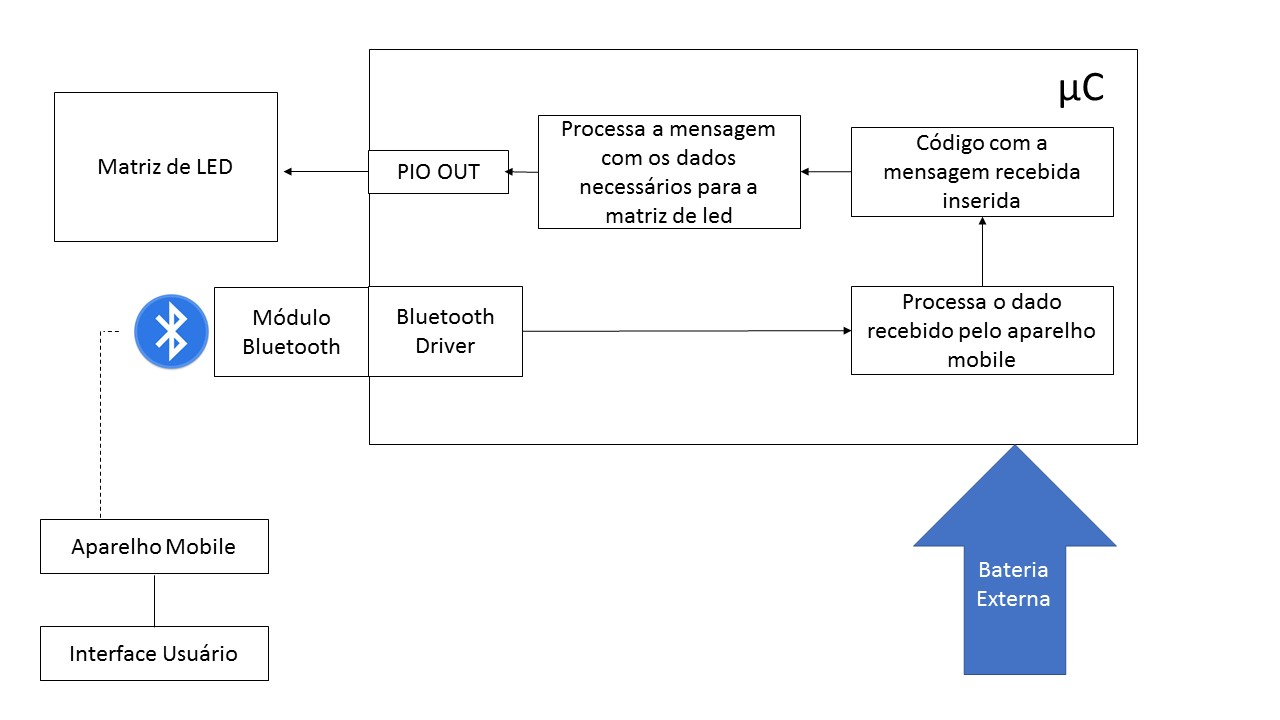 µC
Matriz de LED
PIO OUT
Processa a mensagem
com os dados
necessários para a
matriz de led
Código com a
mensagem recebida
inserida
Módulo
Bluetooth
Bluetooth
Driver
Processa o dado
recebido pelo aparelho
mobile
Aparelho Mobile
Interface Usuário
Bateria
Externa